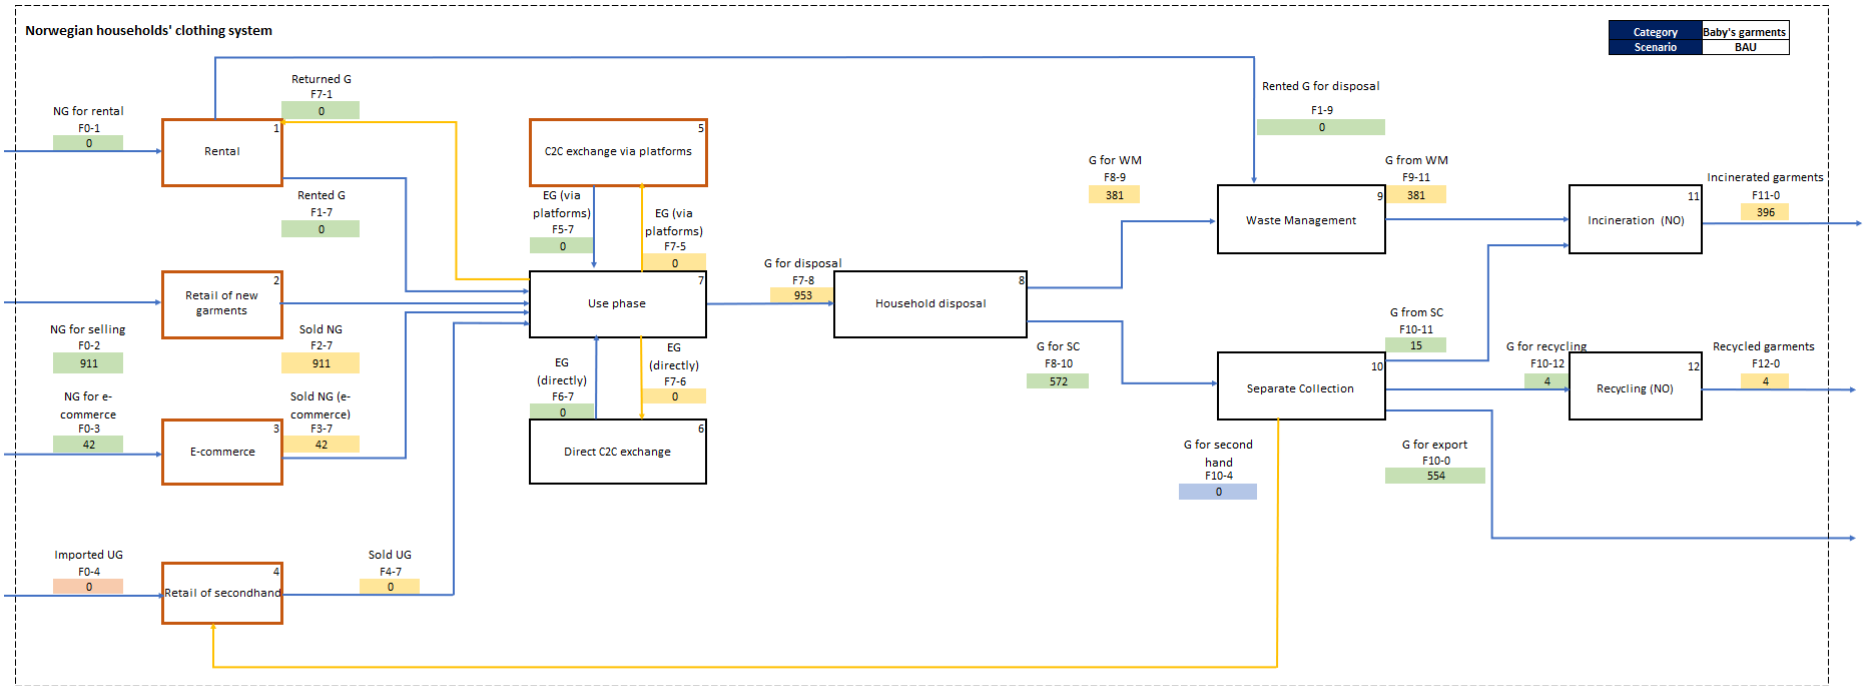 Norwegian households' clothing system
Category
Baby's garments
Scenario
BAU
NG for rental
F0-1
0
1
Rental
Returned G
F7-1
0
Rented G
F1-7
0
5
C2C exchange via platforms
EG (via
platforms)
F5-7
0
EG (via
platforms)
F7-5
0
Rented G for disposal
F1-9
0
G for WM
F8-9
381
9
Waste Management
G from WM
F9-11
381
11
Incineration (NO)
Incinerated garments
F11-0
396
2
Retail of new
garments
NG for selling
F0-2
911
Sold NG
F2-7
911
7
Use phase
G for disposal
F7-8
953
8
Household disposal
EG
(directly)
F6-7
0
EG
(directly)
F7-6
0
6
Direct C2C exchange
NG for e-
commerce
F0-3
42
3
E-commerce
Sold NG (e-
commerce)
F3-7
42
G for SC
F8-10
572
10
Separate Collection
G from SC
F10-11
15
G for recycling
F10-12
4
12
Recycling (NO)
Recycled garments
F12-0
4
G for second
hand
F10-4
0
G for export
F10-0
554
Imported UG
F0-4
0
4
Retail of secondhand
Sold UG
F4-7
0